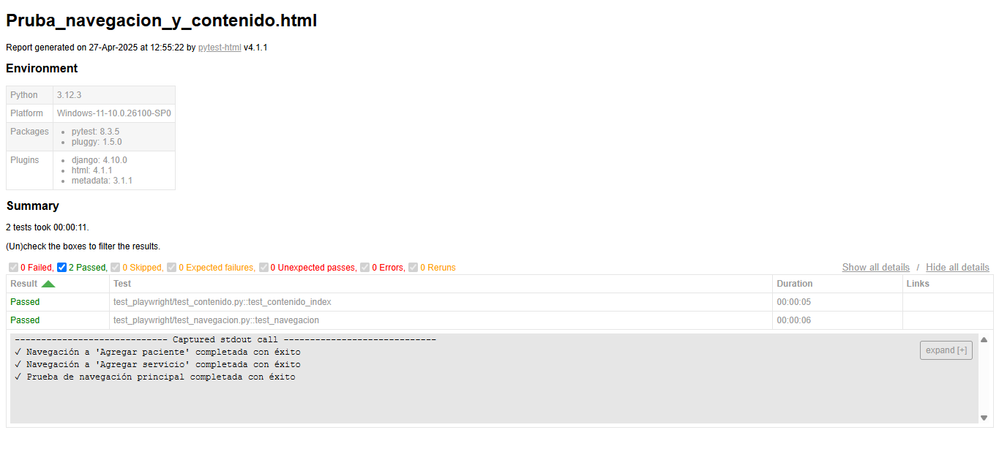 Pruba_navegacion_y_contenido.html
Report generated on 27-Apr-2025 at 12:55:22 by pytest-html v4.1.1
Environment
Python 3.12.3
Platform Windows-11-10.0.26100-SP0
Packages
• pytest: 8.3.5
• pluggy: 1.5.0
Plugins
• django: 4.10.0
• html: 4.1.1
• metadata: 3.1.1
Summary
2 tests took 00:00:11.
(Un)check the boxes to filter the results.
0 Failed, 2 Passed, 0 Skipped, 0 Expected failures, 0 Unexpected passes, 0 Errors, 0 Reruns Show all details / Hide all details
Result Test Duration Links
Passed test_playwright/test_contenido.py::test_contenido_index 00:00:05
Passed test_playwright/test_navegacion.py::test_navegacion 00:00:06
----------------------------- Captured stdout call -----------------------------
expand [+]
✓ Navegación a 'Agregar paciente' completada con éxito
✓ Navegación a 'Agregar servicio' completada con éxito
✓ Prueba de navegación principal completada con éxito